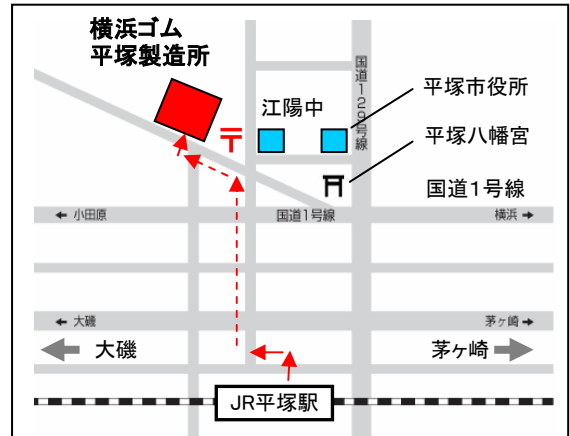 横浜ゴム
平塚製造所
国道129号線
江陽中
平塚市役所
〒
平塚八幡宮
国道1号線
← 小田原
国道1号線
横浜 →
← 大磯
茅ヶ崎 →
大磯
茅ヶ崎
JR平塚駅